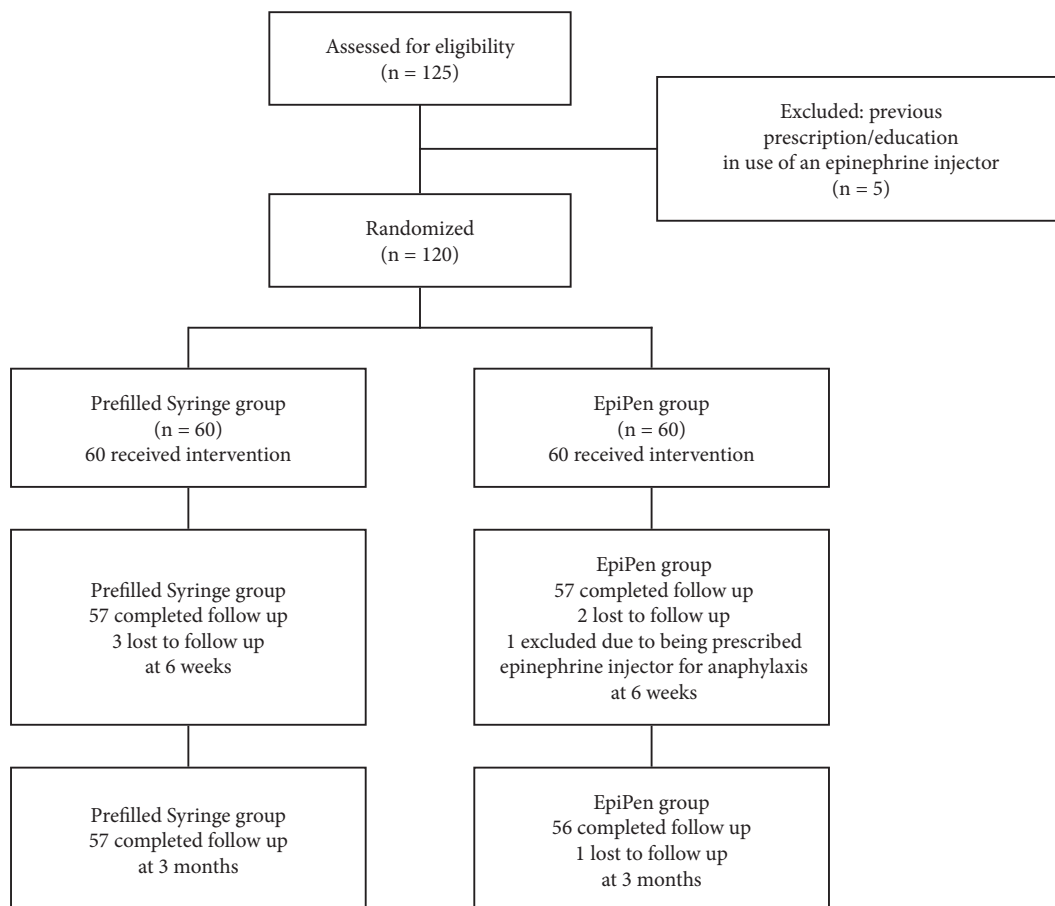 Assessed for eligibility
(n = 125)
Excluded: previous
prescription/education
in use of an epinephrine injector
(n = 5)
Randomized
(n = 120)
Prefilled Syringe group
(n = 60)
60 received intervention
EpiPen group
(n = 60)
60 received intervention
Prefilled Syringe group
57 completed follow up
3 lost to follow up
at 6 weeks
EpiPen group
57 completed follow up
2 lost to follow up
1 excluded due to being prescribed
epinephrine injector for anaphylaxis
at 6 weeks
Prefilled Syringe group
57 completed follow up
at 3 months
EpiPen group
56 completed follow up
1 lost to follow up
at 3 months